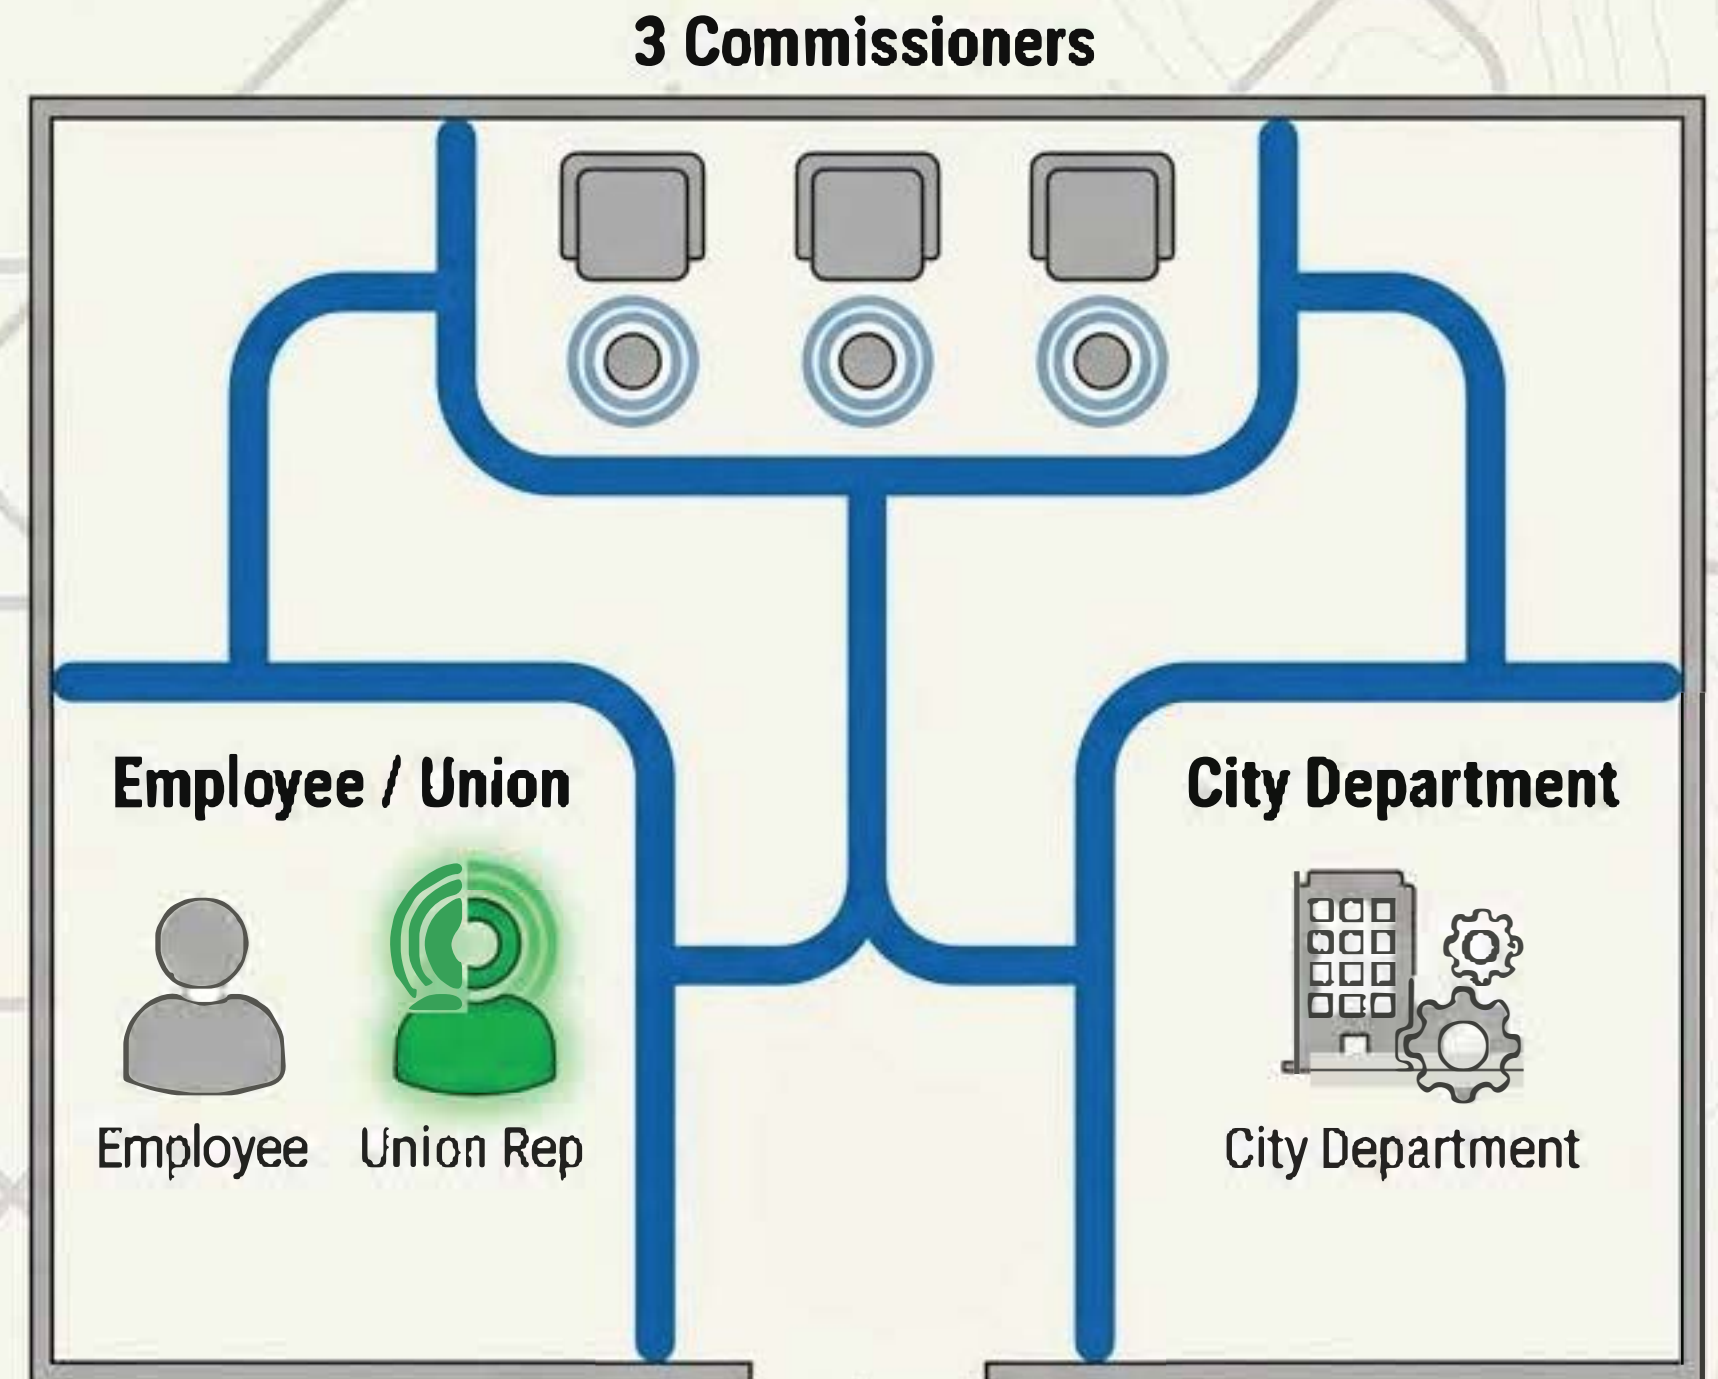 3 Commissioners
Employee / Union
City Department
Employee
Union Rep
City Department